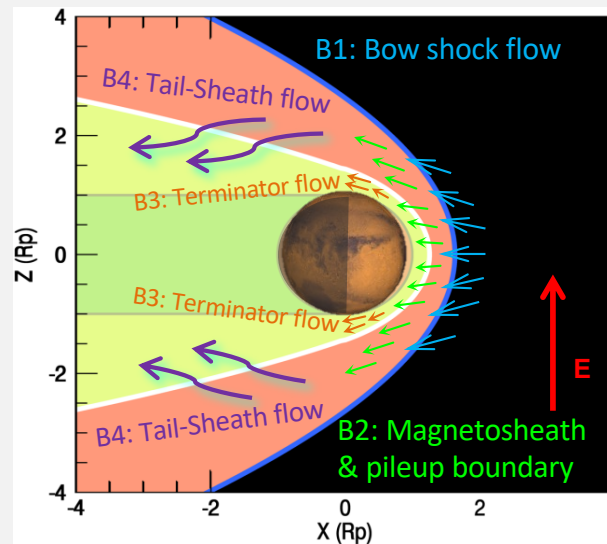 B1: Bow shock flow
B4: Tail-Sheath flow
B3: Terminator flow
B3: Terminator flow
E
B4: Tail-Sheath flow
B2: Magnetosheath
& pileup boundary
4
2
0
-2
-4
Z (Rp)
-4
-2
0
2
X (Rp)